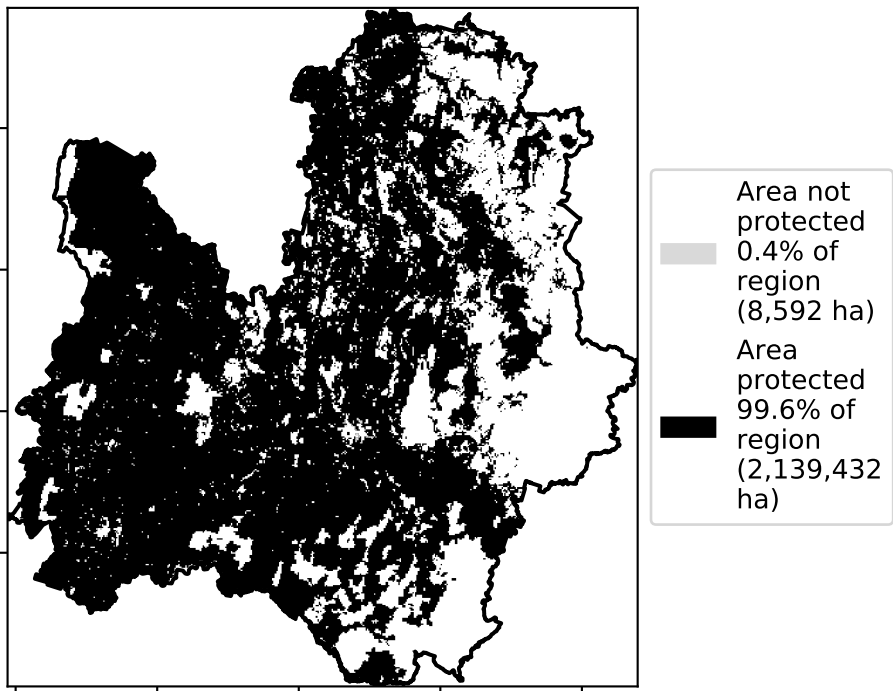 Area not
protected
0.4% of
region
(8,592 ha)
Area
protected
99.6% of
region
(2,139,432
ha)